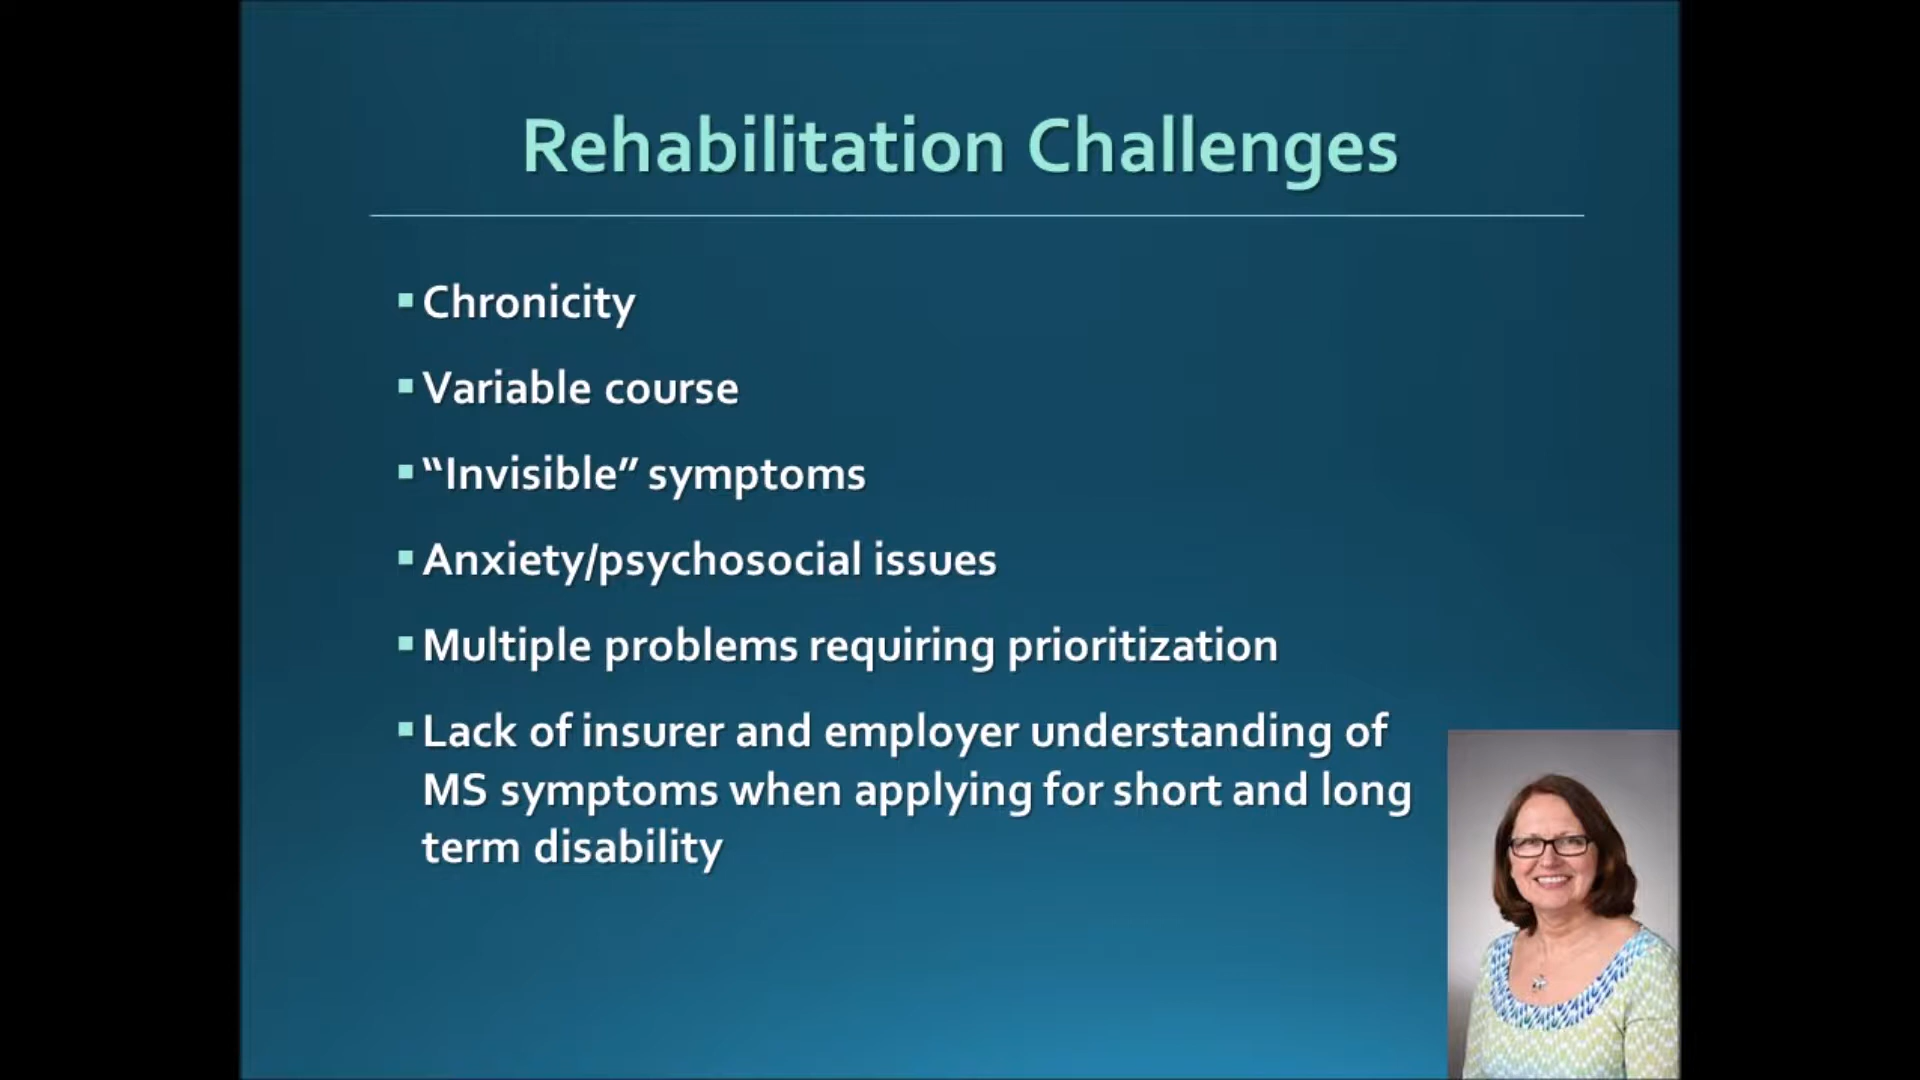 Rehabilitation Challenges
▪ Chronicity
▪ Variable course
▪ “Invisible” symptoms
▪ Anxiety/psychosocial issues
▪ Multiple problems requiring prioritization
▪ Lack of insurer and employer understanding of
MS symptoms when applying for short and long
term disability